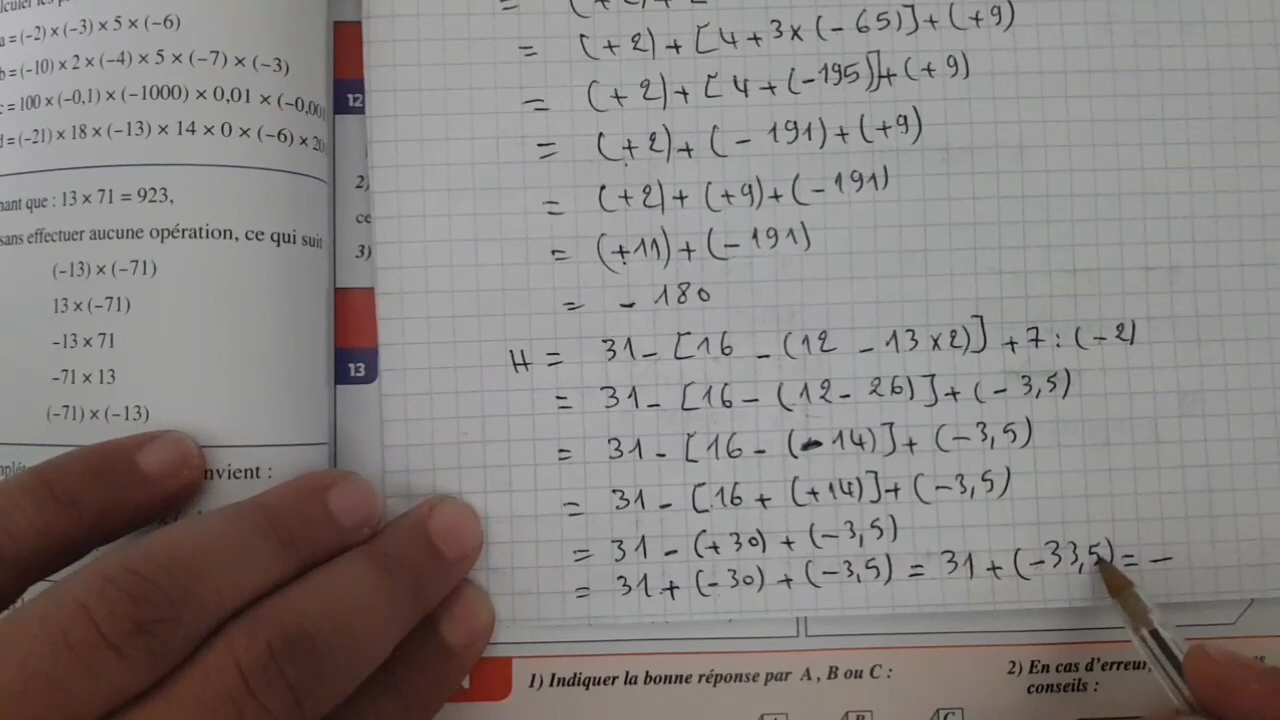 a = (–2) × (–3) × 5 × (–6)
b = (–10) × 2 × (–4) × 5 × (–7) × (–3)
c = 100 × (–0,1) × (–1000) × 0,01 × (–0,00
d = (–21) × 18 × (–13) × 14 × 0 × (–6) × 20
: 13 × 71 = 923,
sans effectuer aucune opération, ce qui suit
(–13) × (–71)
13 × (–71)
–13 × 71
–71 × 13
(–71) × (–13)
:
12
2)
ce
3)
13
= (+2) + [4 + 3 × (- 65)] + (+9)
= (+2) + [4 + (-195)] + (+9)
= (+2) + (- 191) + (+9)
= (+2) + (+9) + (-191)
= (+11) + (-191)
= - 180
H = 31 - [16 - (12 - 13 × 2)] + 7 : (-2)
= 31 - [16 - (12 - 26)] + (- 3,5)
= 31 - [16 - (-14)] + (-3,5)
= 31 - [16 + (+14)] + (-3,5)
= 31 - (+30) + (-3,5)
= 31 + (-30) + (-3,5) = 31 + (-33,5) = -
1) Indiquer la bonne réponse par A , B ou C :
2) En cas d'erreur,
conseils :